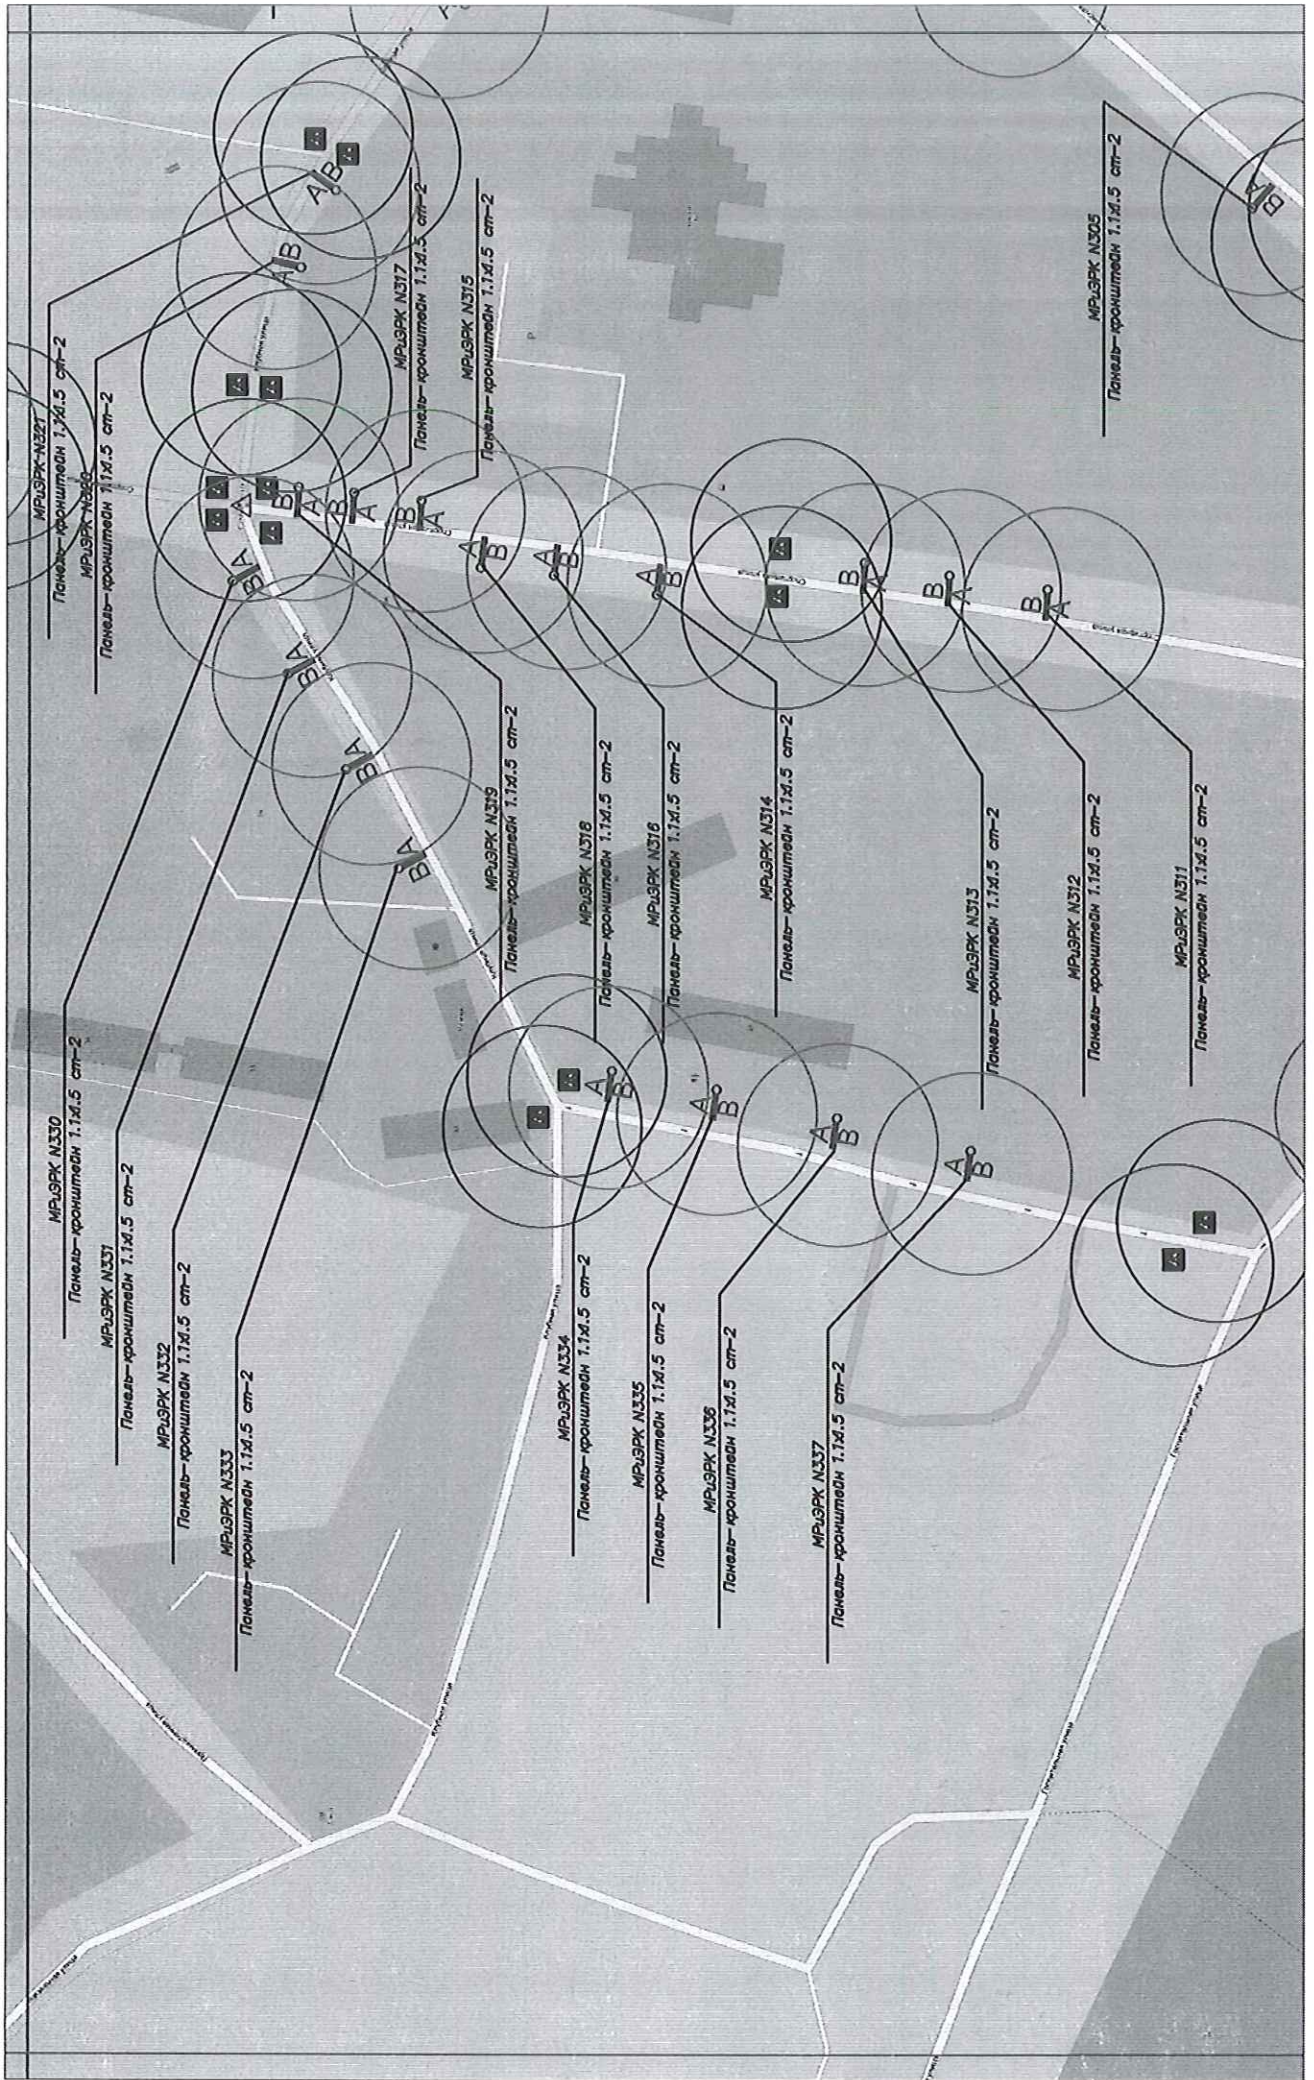 МРиЭРК N321
Панель-кронштейн 1.1х1.5 ст-2
Панель-кронштейн 1.1х1.5 ст-2
МРиЭРК N317
Панель-кронштейн 1.1х1.5 ст-2
МРиЭРК N315
Панель-кронштейн 1.1х1.5 ст-2
МРиЭРК N305
Панель-кронштейн 1.1х1.5 ст-2
МРиЭРК N319
Панель-кронштейн 1.1х1.5 ст-2
МРиЭРК N318
Панель-кронштейн 1.1х1.5 ст-2
МРиЭРК N316
Панель-кронштейн 1.1х1.5 ст-2
МРиЭРК N314
Панель-кронштейн 1.1х1.5 ст-2
МРиЭРК N313
Панель-кронштейн 1.1х1.5 ст-2
МРиЭРК N312
Панель-кронштейн 1.1х1.5 ст-2
МРиЭРК N311
Панель-кронштейн 1.1х1.5 ст-2
МРиЭРК N330
Панель-кронштейн 1.1х1.5 ст-2
МРиЭРК N331
Панель-кронштейн 1.1х1.5 ст-2
МРиЭРК N332
Панель-кронштейн 1.1х1.5 ст-2
МРиЭРК N333
Панель-кронштейн 1.1х1.5 ст-2
МРиЭРК N334
Панель-кронштейн 1.1х1.5 ст-2
МРиЭРК N335
Панель-кронштейн 1.1х1.5 ст-2
МРиЭРК N336
Панель-кронштейн 1.1х1.5 ст-2
МРиЭРК N337
Панель-кронштейн 1.1х1.5 ст-2
A B
A B
B A
B A
A
A B
A B
A B
B A
B A
B A
B A
B A
B A
B A
A B
A B
A B
A B
B A